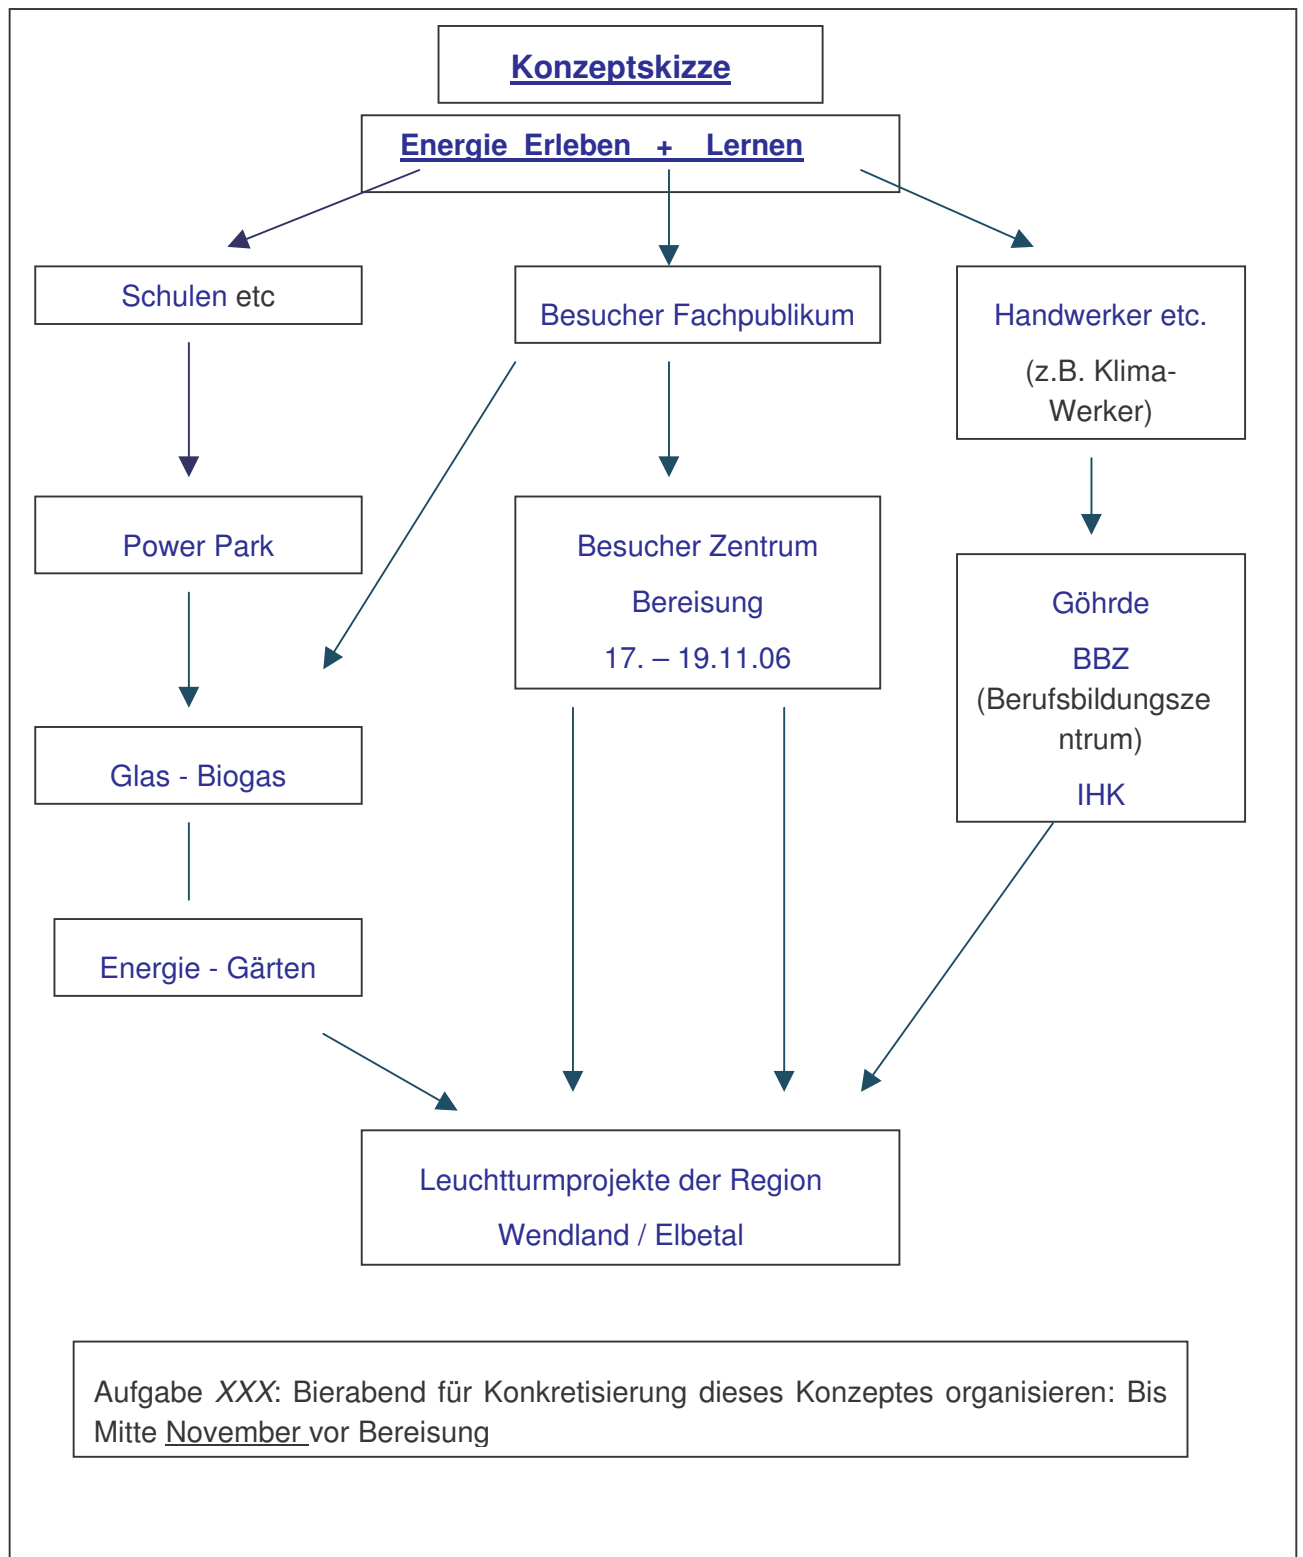 Konzeptskizze
Energie Erleben + Lernen
Schulen etc
Besucher Fachpublikum
Handwerker etc.
(z.B. Klima-
Werker)
Power Park
Besucher Zentrum
Bereisung
17. – 19.11.06
Göhrde
BBZ
(Berufsbildungsze
ntrum)
IHK
Glas - Biogas
Energie - Gärten
Leuchtturmprojekte der Region
Wendland / Elbetal
Aufgabe XXX: Bierabend für Konkretisierung dieses Konzeptes organisieren: Bis
Mitte November vor Bereisung